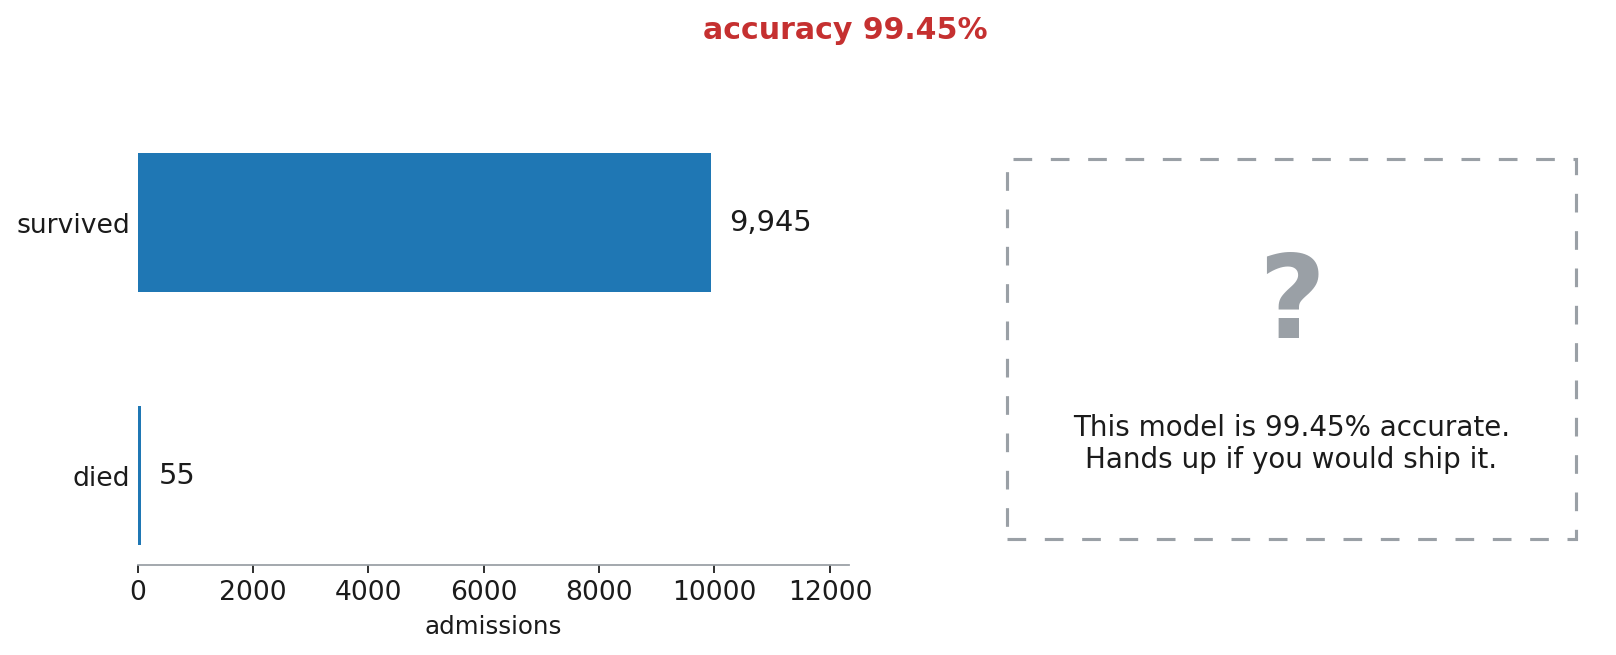 accuracy 99.45%
survived
9,945
died
55
0 2000 4000 6000 8000 10000 12000
admissions
?
This model is 99.45% accurate.
Hands up if you would ship it.